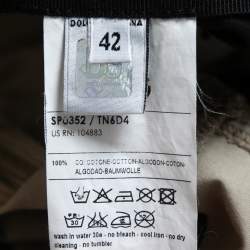 42
SP0352 / TN6D4
US RN: 104883
100% COTONE-COTTON-ALGODON-COTON-
ALGODAO-BAUMWOLLE
30
P
wash in water 30e - no bleach - cool iron - no
dry cleaning - no tumbler